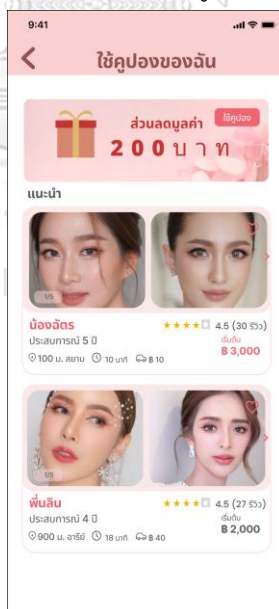 9:41
ใช้คูปองของฉัน
ส่วนลดมูลค่า
ใช้คูปอง
200 บาท
แนะนำ
1/5
น้องฉัตร 4.5 (30 รีวิว)
ประสบการณ์ 5 ปี เริ่มต้น
100 ม. สยาม 10 นาที ฿ 10 ฿ 3,000
1/5
พี่นลิน 4.5 (27 รีวิว)
ประสบการณ์ 4 ปี เริ่มต้น
900 ม. อารีย์ 18 นาที ฿ 40 ฿ 2,000